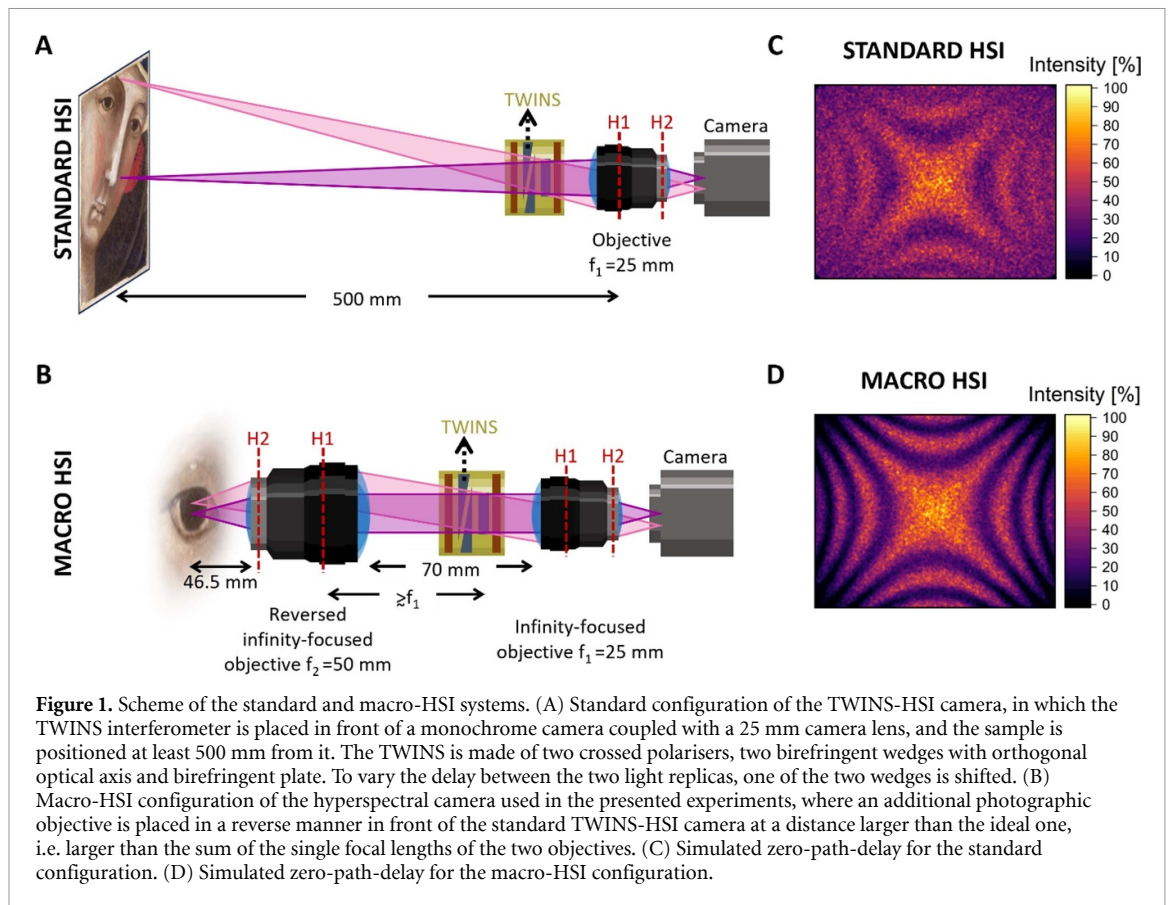 A
STANDARD HSI
TWINS
H1
H2
Camera
Objective
f₁=25 mm
500 mm
C
STANDARD HSI
Intensity [%]
100
90
80
70
60
50
40
30
20
10
0
B
MACRO HSI
H2
H1
TWINS
H1
H2
Camera
46.5 mm
70 mm
≳f₁
Reversed
infinity-focused
objective f₂=50 mm
Infinity-focused
objective f₁=25 mm
D
MACRO HSI
Intensity [%]
100
90
80
70
60
50
40
30
20
10
0
Figure 1. Scheme of the standard and macro-HSI systems. (A) Standard configuration of the TWINS-HSI camera, in which the
TWINS interferometer is placed in front of a monochrome camera coupled with a 25 mm camera lens, and the sample is
positioned at least 500 mm from it. The TWINS is made of two crossed polarisers, two birefringent wedges with orthogonal
optical axis and birefringent plate. To vary the delay between the two light replicas, one of the two wedges is shifted. (B)
Macro-HSI configuration of the hyperspectral camera used in the presented experiments, where an additional photographic
objective is placed in a reverse manner in front of the standard TWINS-HSI camera at a distance larger than the ideal one,
i.e. larger than the sum of the single focal lengths of the two objectives. (C) Simulated zero-path-delay for the standard
configuration. (D) Simulated zero-path-delay for the macro-HSI configuration.